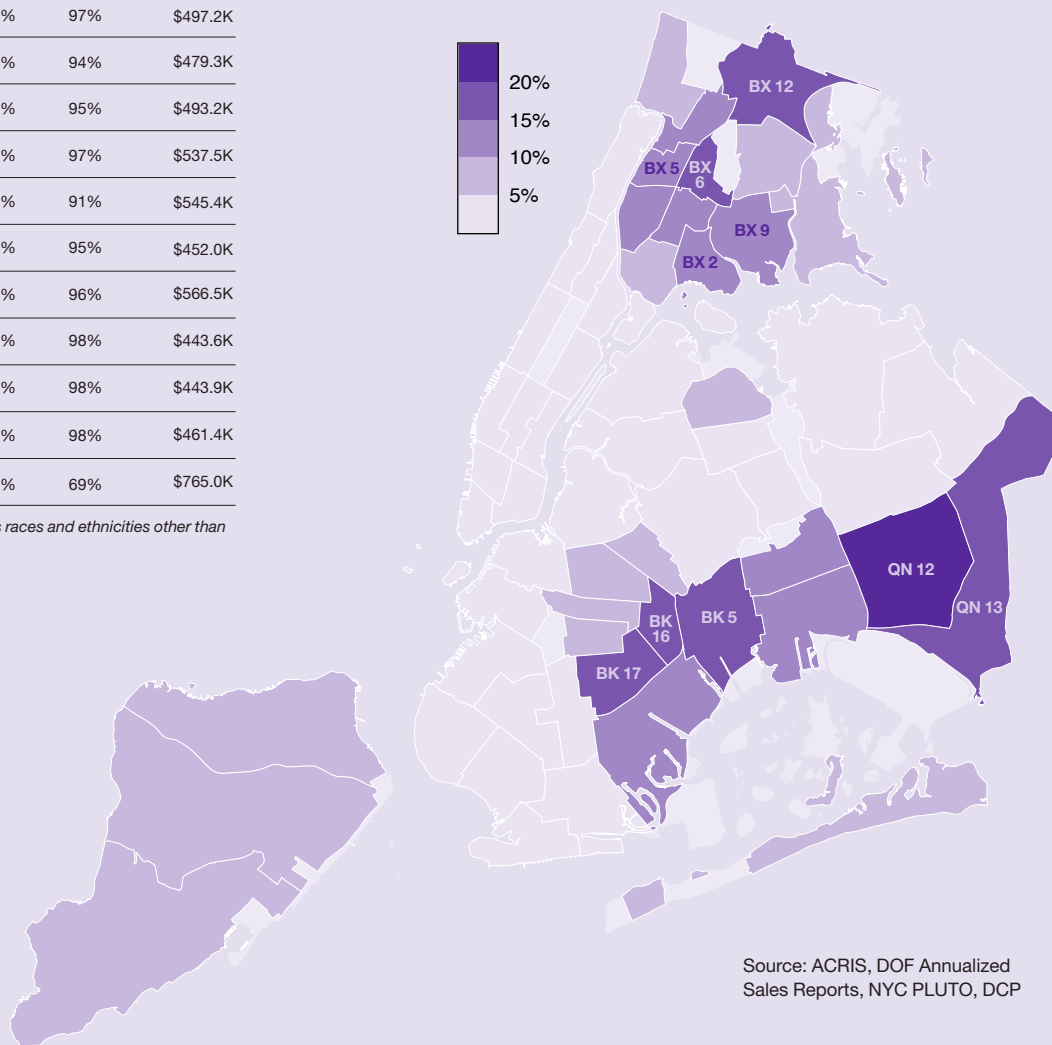 % 97% $497.2K
% 94% $479.3K
% 95% $493.2K
% 97% $537.5K
% 91% $545.4K
% 95% $452.0K
% 96% $566.5K
% 98% $443.6K
% 98% $443.9K
% 98% $461.4K
% 69% $765.0K
s races and ethnicities other than
20%
15%
10%
5%
BX 12
BX 5
BX
6
BX 9
BX 2
QN 12
QN 13
BK
16
BK 5
BK 17
Source: ACRIS, DOF Annualized
Sales Reports, NYC PLUTO, DCP